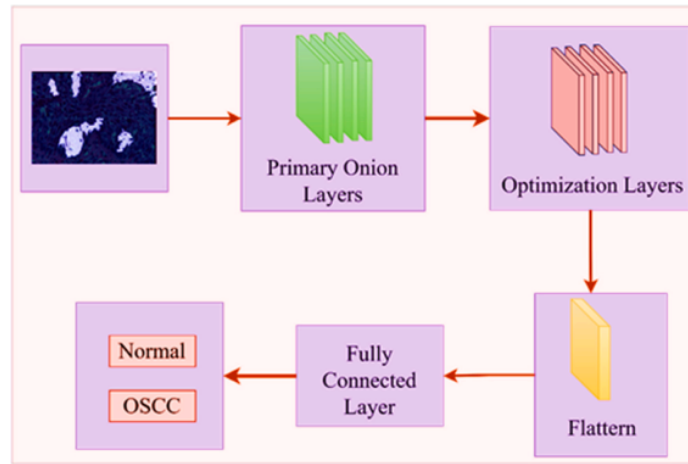 Primary Onion
Layers
Optimization Layers
Normal
OSCC
Fully
Connected
Layer
Flattern